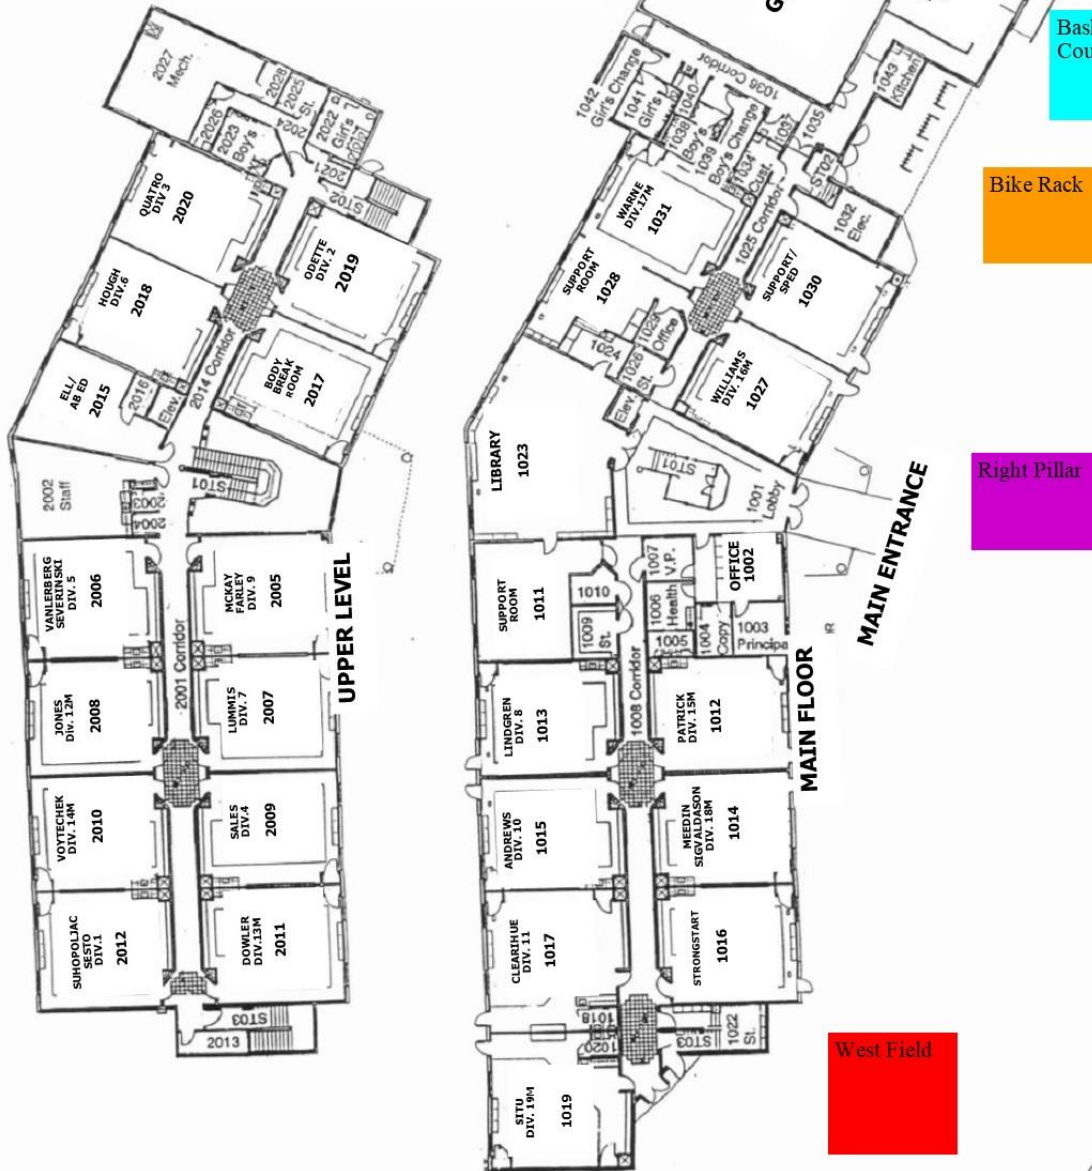 2027
Mech.
2028
2025
St.
2026
2023
Boy's
2024
2022
Girl's
2021
ST02
QUATRO
DIV 3
2020
ODETTE
DIV. 2
2019
HOUGH
DIV.6
2018
2014 Corridor
BODY
BREAK
ROOM
2017
ELL/
AB ED
2015
2016
Elev.
2002
Staff
2003
2004
ST01
VANLERBERG
SEVERINSKI
DIV. 5
2006
MCKAY
FARLEY
DIV. 9
2005
2001 Corridor
JONES
Div. 12M
2008
LUMMIS
DIV. 7
2007
VOYTECHEK
DIV. 14M
2010
SALES
DIV.4
2009
SUHOPOLJAC
SESTO
DIV.1
2012
DOWLER
DIV.13M
2011
ST03
2013
UPPER LEVEL
G
1042
Girl's Change
1041
Girl's
1040
1036 Corridor
1038
Boy's
1039
Boy's Change
1034
Cust.
1037
1035
1043
Kitchen
ST02
1032
Elec.
WARNE
DIV.17M
1031
1025 Corridor
SUPPORT
ROOM
1028
SUPPORT/
SPED
1030
1029
Office
1024
1026
St.
Elev.
WILLIAMS
DIV. 16M
1027
LIBRARY
1023
ST01
1001
Lobby
SUPPORT
ROOM
1011
1010
1009
St.
1007
V.P.
1006
Health
1005
OFFICE
1002
1004
Copy
1003
Principa
IR
MAIN ENTRANCE
1008 Corridor
LINDGREN
DIV. 8
1013
PATRICK
DIV. 15M
1012
MAIN FLOOR
ANDREWS
DIV. 10
1015
MEEDIN
SIGVALDASON
DIV. 18M
1014
CLEARIHUE
DIV. 11
1017
STRONGSTART
1016
1018
1020
ST03
1022
St.
SITU
DIV. 19M
1019
Bask
Cou
Bike Rack
Right Pillar
West Field